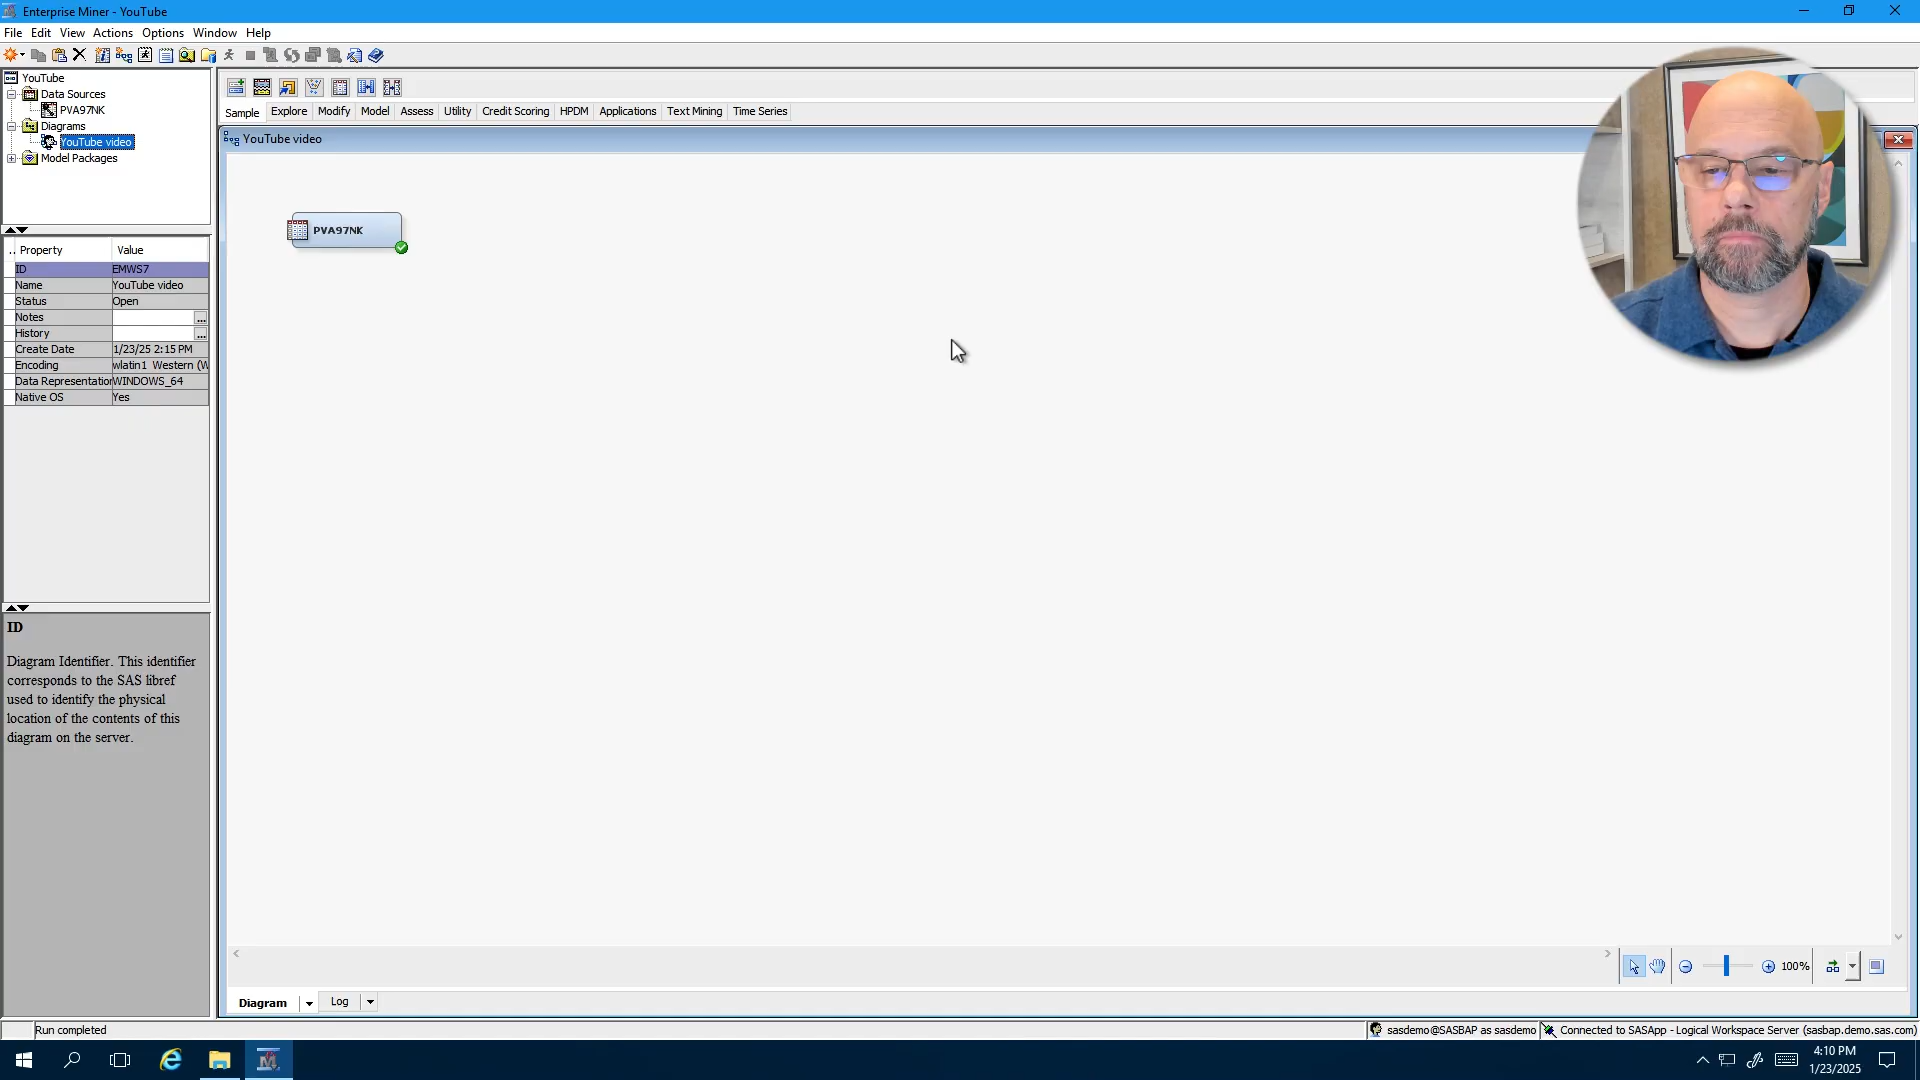 Enterprise Miner - YouTube
File Edit View Actions Options Window Help
YouTube
Data Sources
PVA97NK
Diagrams
YouTube video
Model Packages
Sample Explore Modify Model Assess Utility Credit Scoring HPDM Applications Text Mining Time Series
YouTube video
PVA97NK
.. Property Value
ID EMWS7
Name YouTube video
Status Open
Notes ...
History ...
Create Date 1/23/25 2:15 PM
Encoding wlatin1 Western (W
Data Representation WINDOWS_64
Native OS Yes
ID
Diagram Identifier. This identifier
corresponds to the SAS libref
used to identify the physical
location of the contents of this
diagram on the server.
100%
Diagram Log
Run completed
sasdemo@SASBAP as sasdemo Connected to SASApp - Logical Workspace Server (sasbap.demo.sas.com)
4:10 PM
1/23/2025